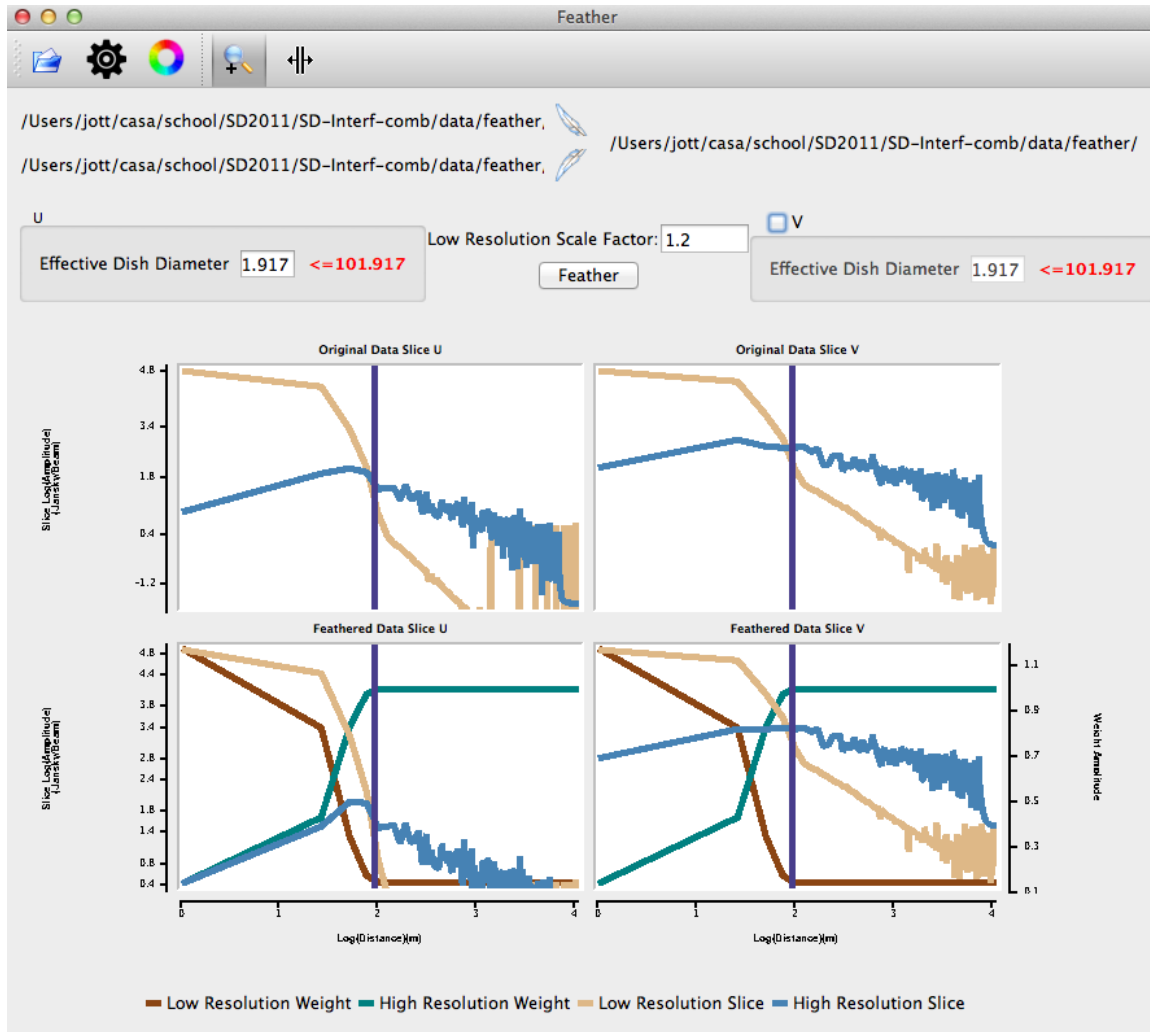 Feather
/Users/jott/casa/school/SD2011/SD-Interf-comb/data/feather,
/Users/jott/casa/school/SD2011/SD-Interf-comb/data/feather,
/Users/jott/casa/school/SD2011/SD-Interf-comb/data/feather/
U
Effective Dish Diameter 1.917 <=101.917
Low Resolution Scale Factor: 1.2
Feather
V
Effective Dish Diameter 1.917 <=101.917
Original Data Slice U
Original Data Slice V
4.8
3.4
1.8
0.4
-1.2
Slice Log(Amplitude)
(Jansky/Beam)
Feathered Data Slice U
Feathered Data Slice V
4.8
4.4
3.8
3.4
2.8
2.4
1.8
1.4
0.8
0.4
Slice Log(Amplitude)
(Jansky/Beam)
1.1
0.9
0.7
0.5
0.3
0.1
Weight Amplitude
0 1 2 3 4
0 1 2 3 4
Log(Distance)(m)
Log(Distance)(m)
Low Resolution Weight High Resolution Weight Low Resolution Slice High Resolution Slice